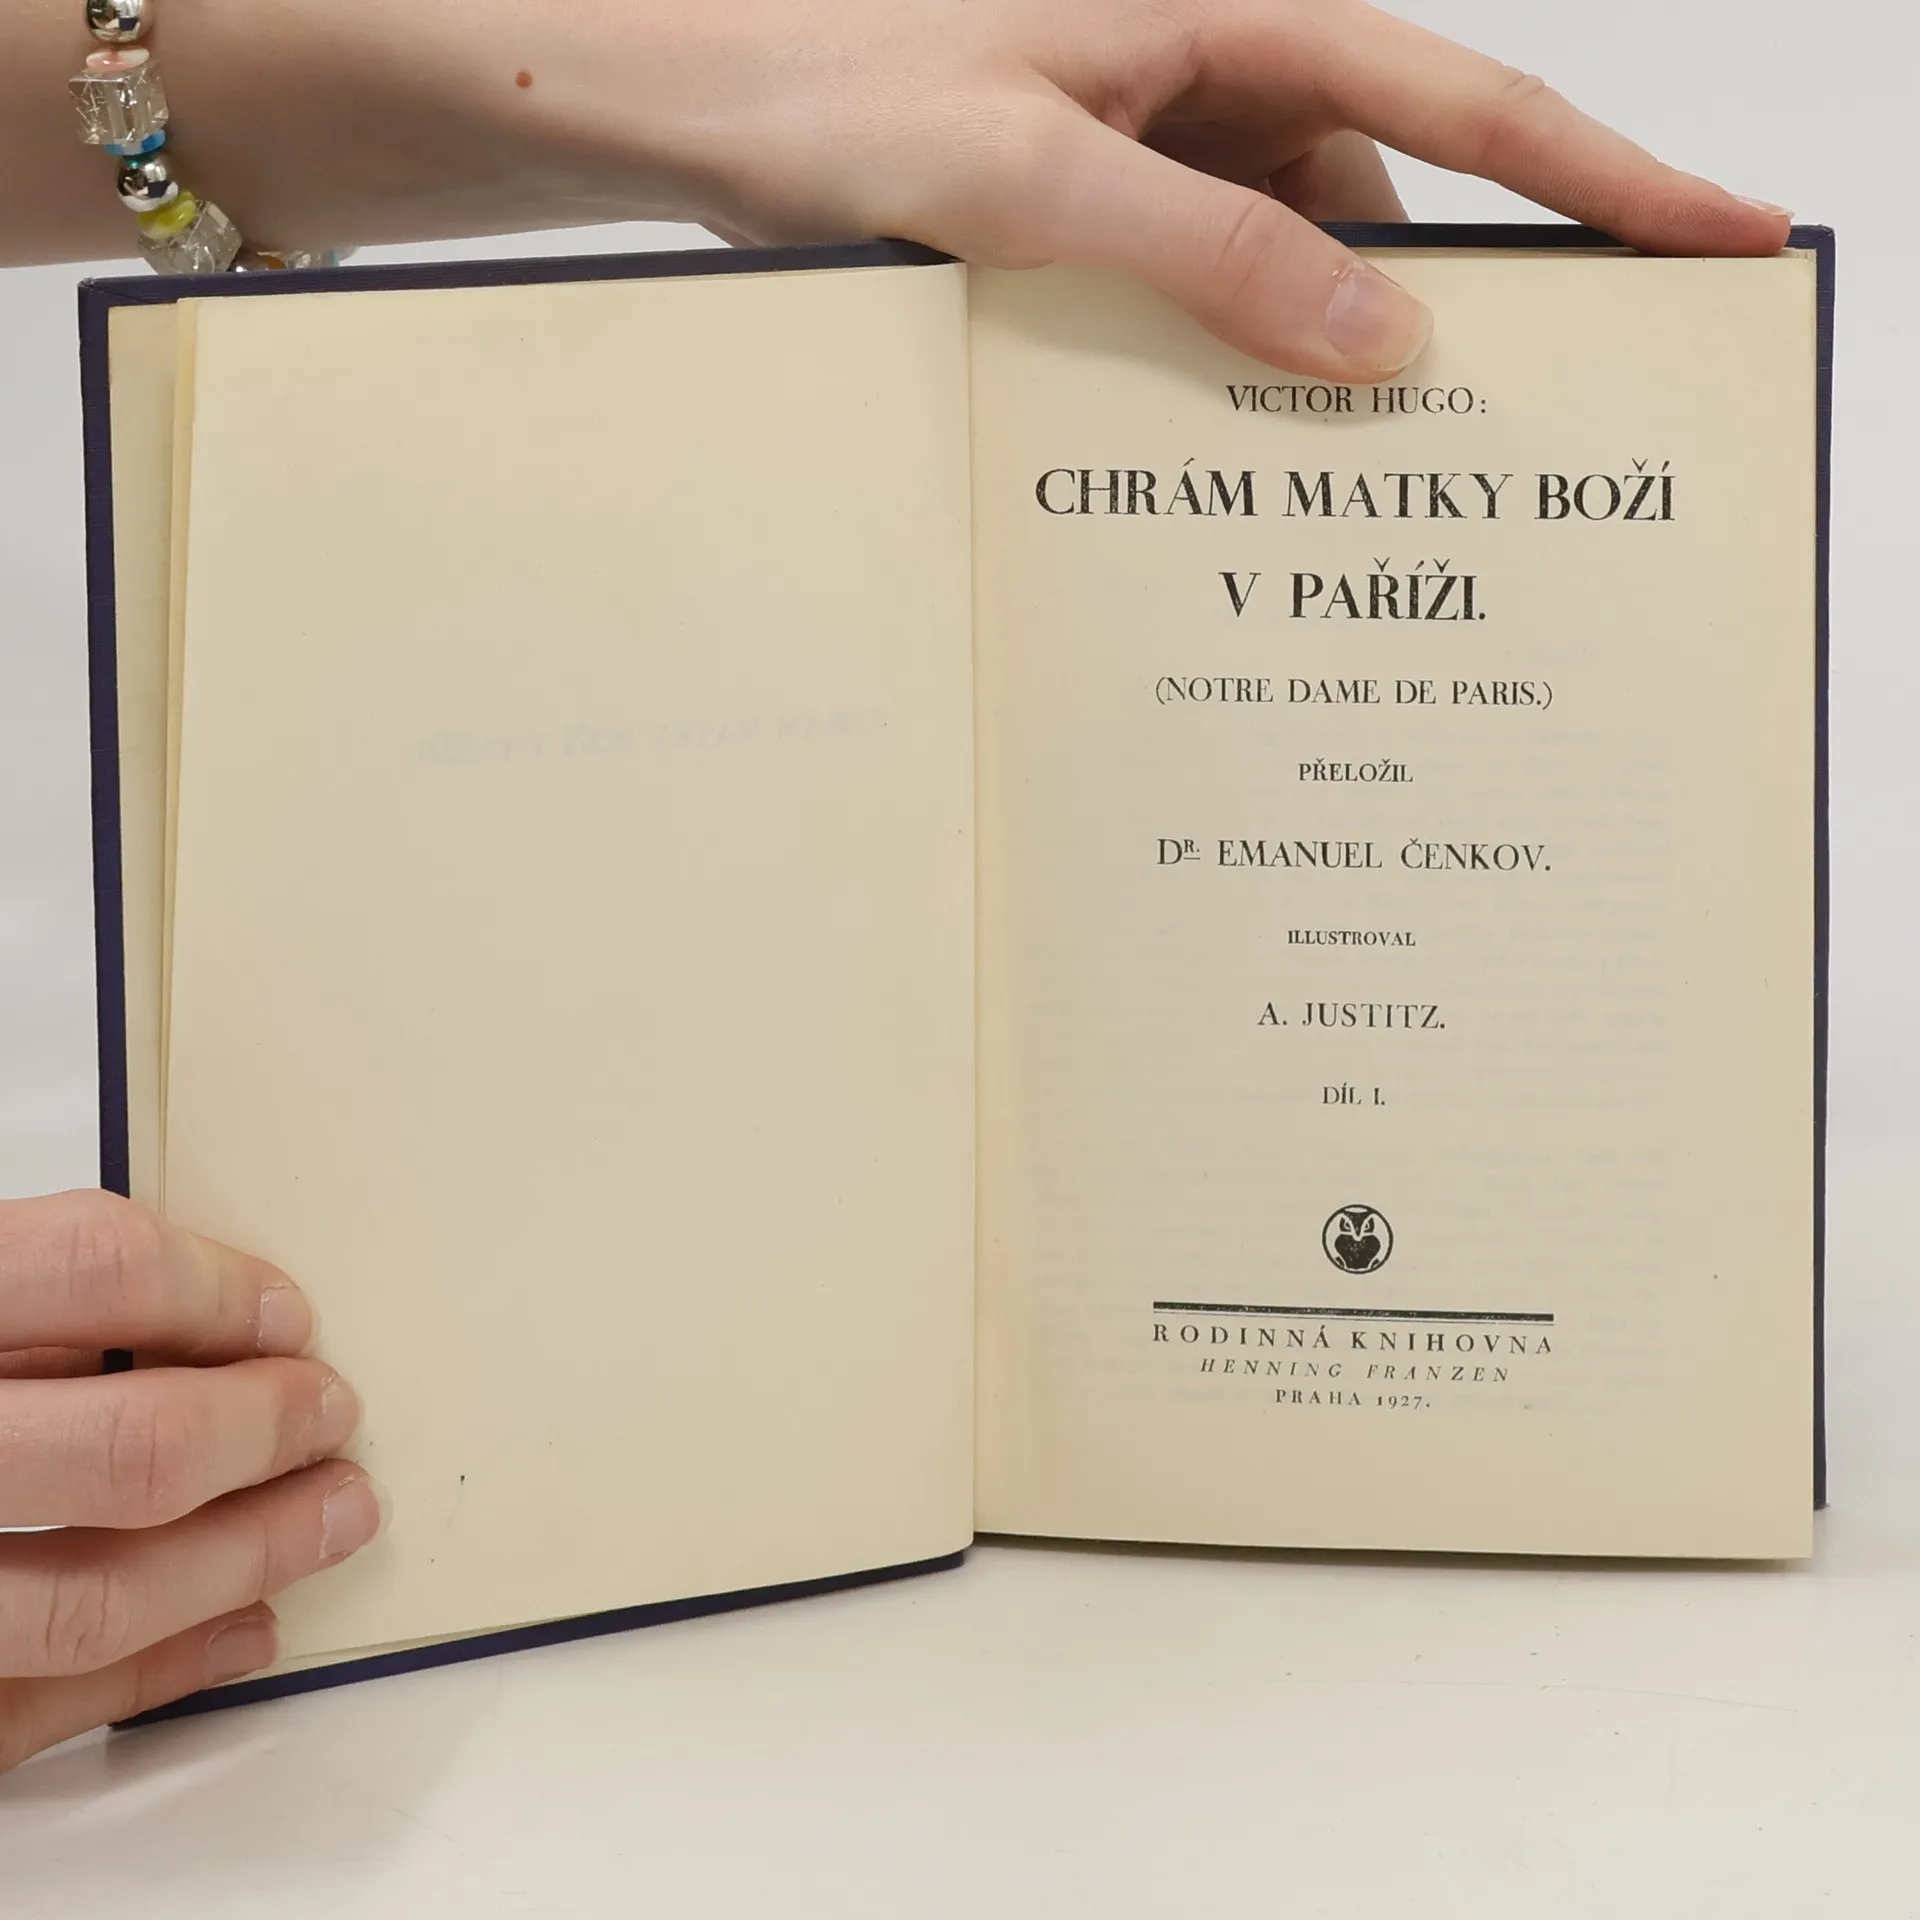 VICTOR HUGO:
CHRÁM MATKY BOŽÍ
V PAŘÍŽI.
(NOTRE DAME DE PARIS.)
PŘELOŽIL
DR. EMANUEL ČENKOV.
ILLUSTROVAL
A. JUSTITZ.
DÍL I.
RODINNÁ KNIHOVNA
HENNING FRANZEN
PRAHA 1927.